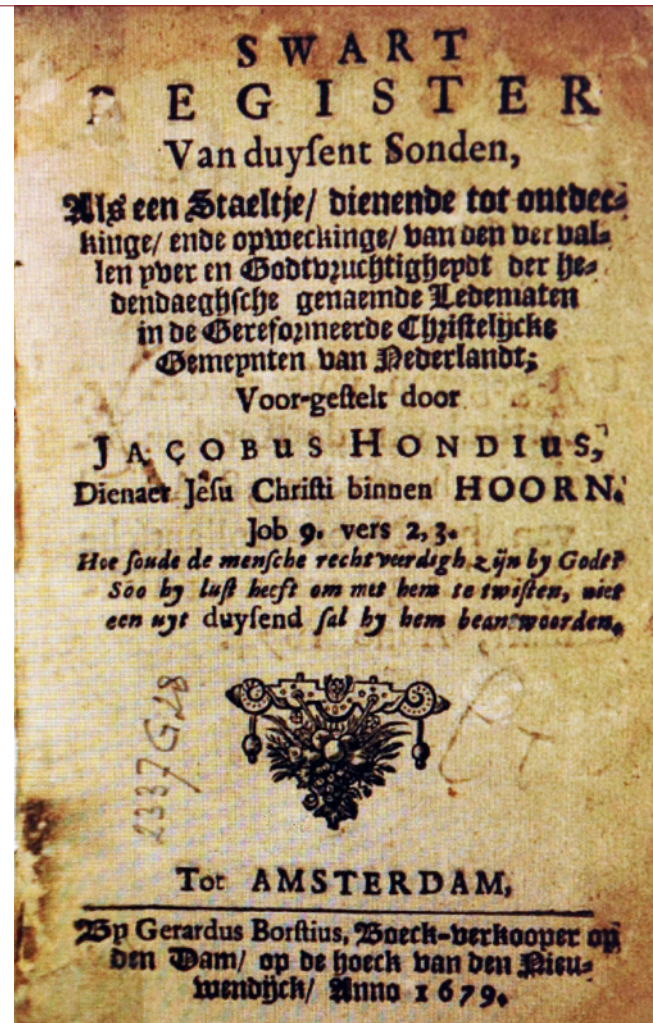 SWART
REGISTER
Van duyſent Sonden,
Als een Staeltje/ dienende tot ontdec-
kinge/ ende opweckinge/ van den verval-
len yver en Godtvruchtigheydt der he-
dendaeghſche genaemde Ledematen
in de Gereformeerde Chriſtelijcke
Gemeynten van Nederlandt;
Voor-geſtelt door
JACOBUS HONDIUS,
Dienaer Jeſu Chriſti binnen HOORN.
Job 9. vers 2, 3.
Hoe ſoude de menſche rechtveerdigh zijn by Godt?
Soo hy luſt heeft om met hem te twiſten, niet
een uyt duyſend ſal hy hem beantwoorden.
2337 G 28
Tot AMSTERDAM,
By Gerardus Borſtius, Boeck-verkooper op
den Dam/ op de hoeck van den Nieu-
wendijck/ Anno 1679.